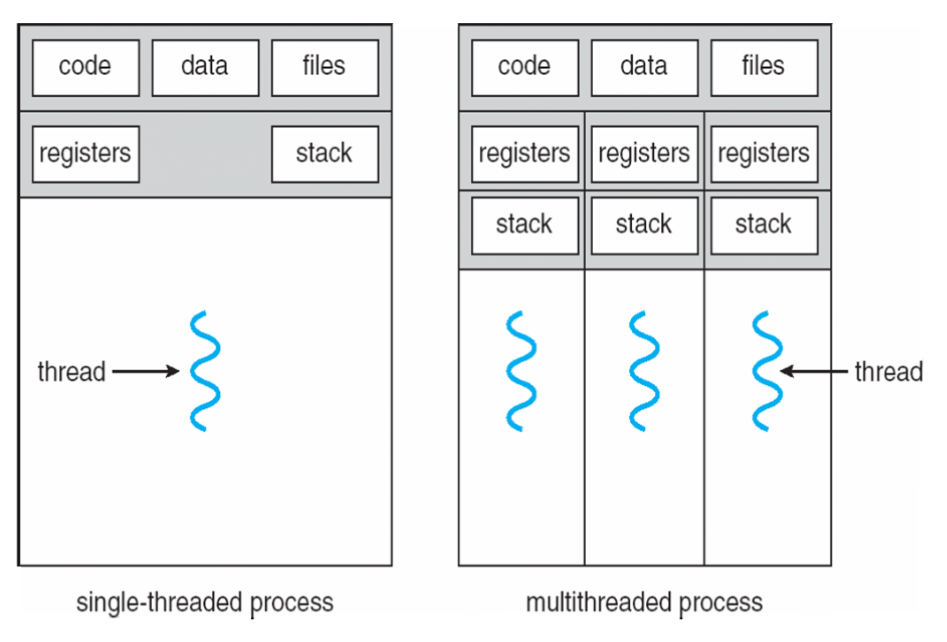 code data files code data files
registers stack registers registers registers
stack stack stack
thread thread
single-threaded process multithreaded process